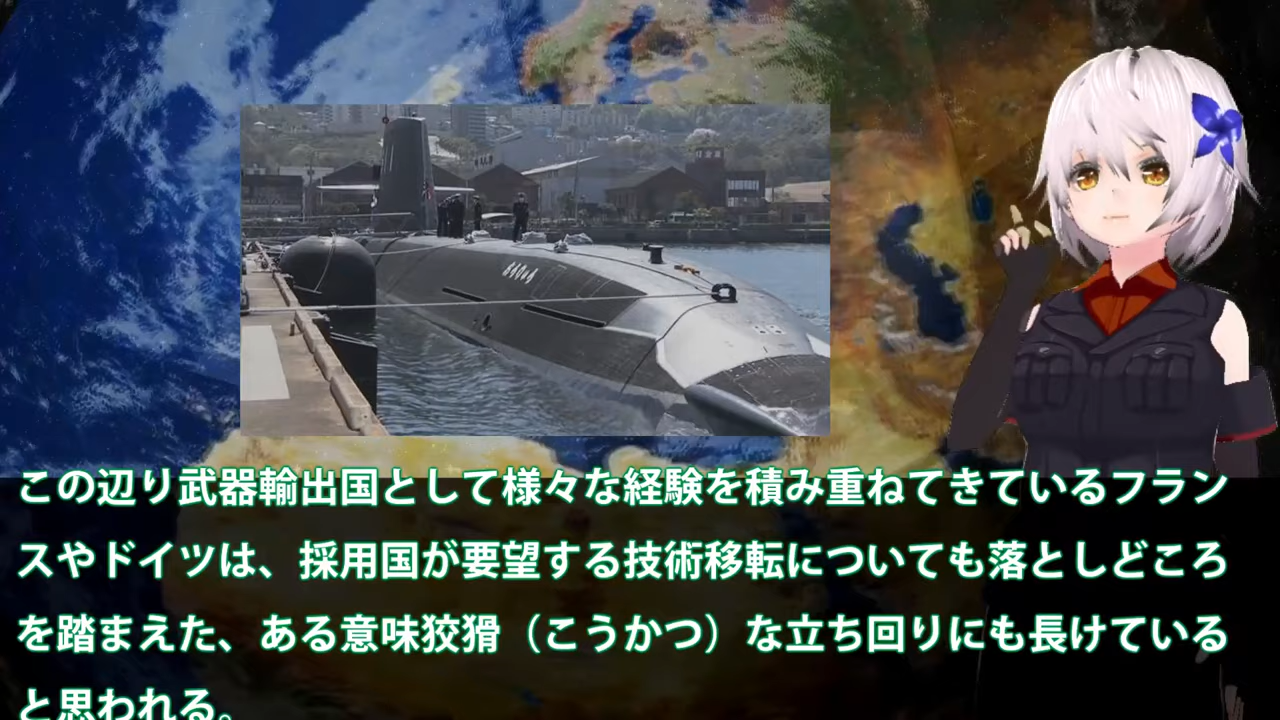 この辺り武器輸出国として様々な経験を積み重ねてきているフラン
スやドイツは、採用国が要望する技術移転についても落としどころ
を踏まえた、ある意味狡猾（こうかつ）な立ち回りにも長けている
と思われる。